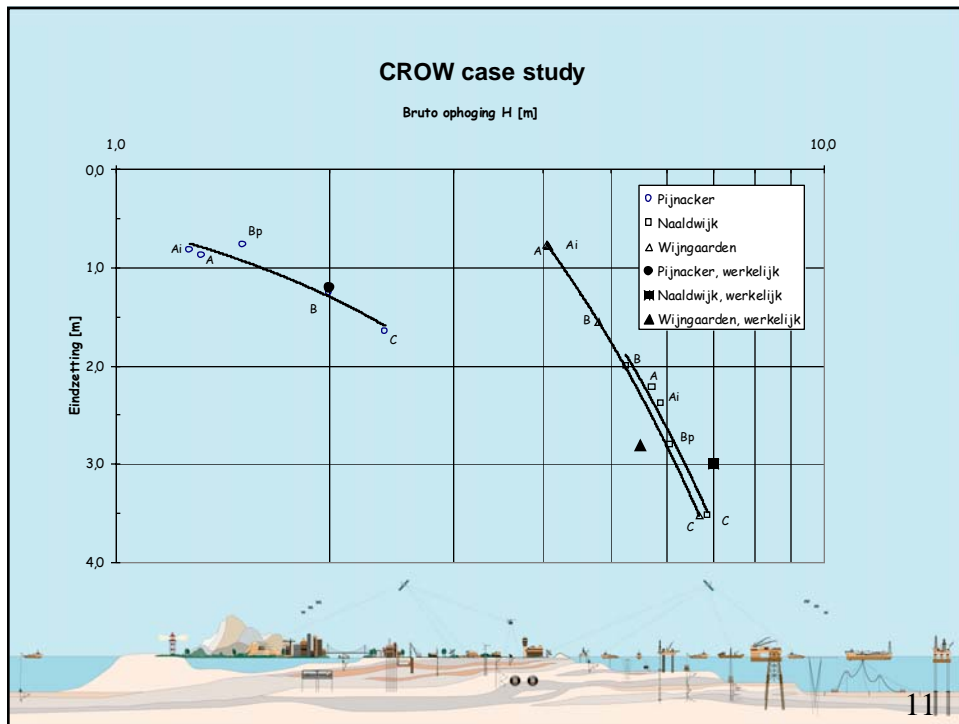 CROW case study
Bruto ophoging H [m]
1,0
10,0
0,0
1,0
2,0
3,0
4,0
Eindzetting [m]
Pijnacker
Naaldwijk
Wijngaarden
Pijnacker, werkelijk
Naaldwijk, werkelijk
Wijngaarden, werkelijk
Ai
A
Bp
B
C
A
Ai
B
B
A
Ai
Bp
C
C
11